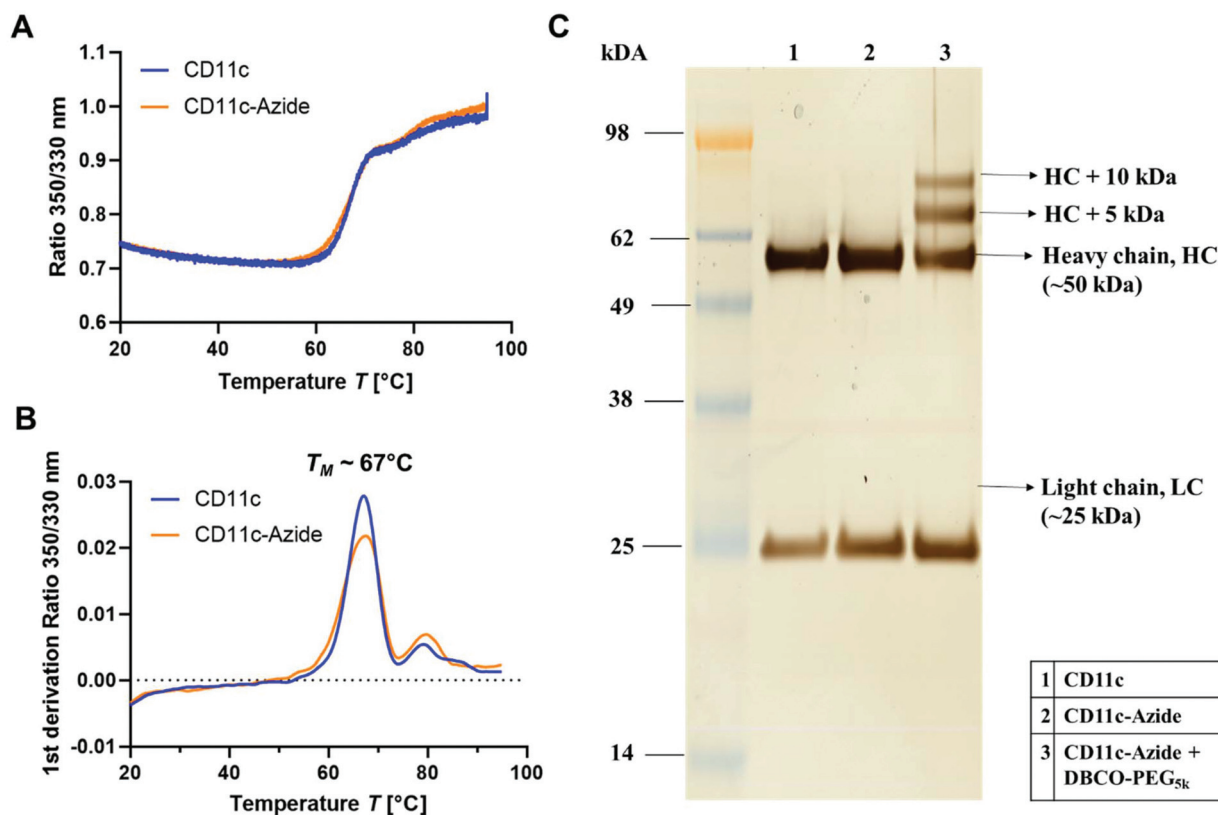 A
1.1
1.0
0.9
0.8
0.7
0.6
Ratio 350/330 nm
CD11c
CD11c-Azide
20
40
60
80
100
Temperature T [°C]
B
T_M ~ 67°C
0.03
0.02
0.01
0.00
-0.01
1st derivation Ratio 350/330 nm
CD11c
CD11c-Azide
20
40
60
80
100
Temperature T [°C]
C
kDA
1
2
3
98
62
49
38
25
14
HC + 10 kDa
HC + 5 kDa
Heavy chain, HC
(~50 kDa)
Light chain, LC
(~25 kDa)
1 CD11c
2 CD11c-Azide
3 CD11c-Azide +
DBCO-PEG5k